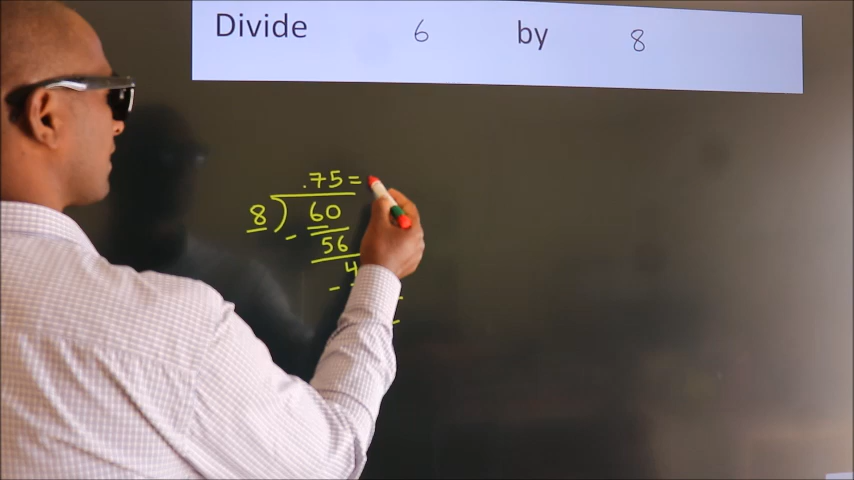 Divide 6 by 8
.75=
8 ) 60
- 56
4
-